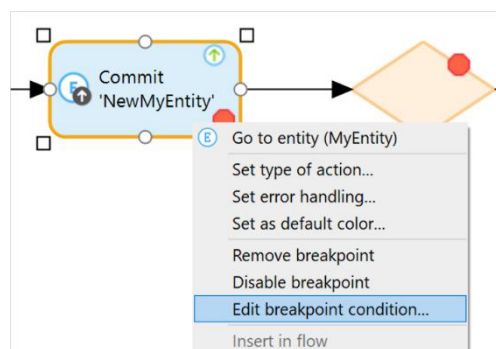 Commit
'NewMyEntity'
E
E Go to entity (MyEntity)
Set type of action...
Set error handling...
Set as default color...
Remove breakpoint
Disable breakpoint
Edit breakpoint condition...
Insert in flow